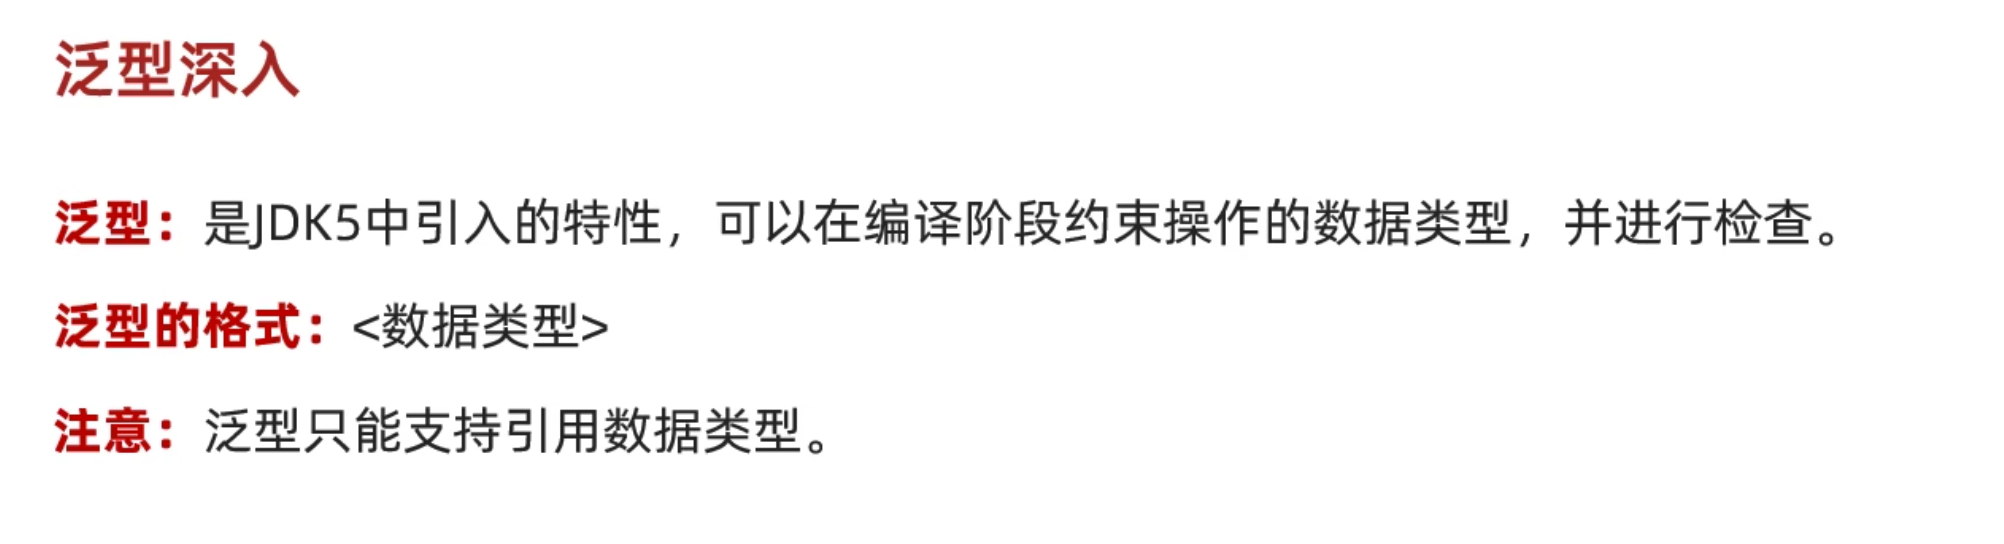 泛型深入
泛型：是JDK5中引入的特性，可以在编译阶段约束操作的数据类型，并进行检查。
泛型的格式：<数据类型>
注意：泛型只能支持引用数据类型。